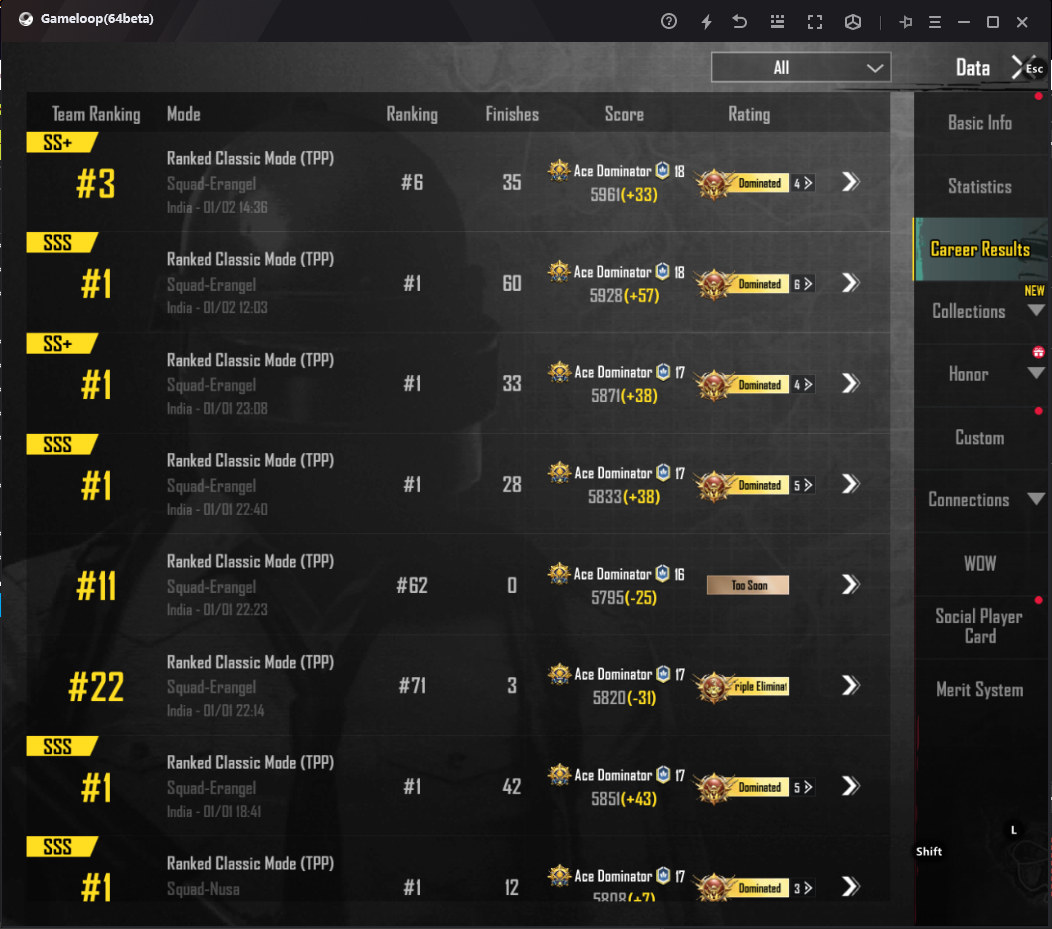 Gameloop(64beta)
All
Data
Esc
Team Ranking Mode Ranking Finishes Score Rating
SS+
#3
Ranked Classic Mode (TPP)
Squad-Erangel
India - 01/02 14:36
#6
35
Ace Dominator 18
5961(+33)
Dominated 4
SSS
#1
Ranked Classic Mode (TPP)
Squad-Erangel
India - 01/02 12:03
#1
60
Ace Dominator 18
5928(+57)
Dominated 6
SS+
#1
Ranked Classic Mode (TPP)
Squad-Erangel
India - 01/01 23:08
#1
33
Ace Dominator 17
5871(+38)
Dominated 4
SSS
#1
Ranked Classic Mode (TPP)
Squad-Erangel
India - 01/01 22:40
#1
28
Ace Dominator 17
5833(+38)
Dominated 5
#11
Ranked Classic Mode (TPP)
Squad-Erangel
India - 01/01 22:23
#62
0
Ace Dominator 16
5795(-25)
Too Soon
#22
Ranked Classic Mode (TPP)
Squad-Erangel
India - 01/01 22:14
#71
3
Ace Dominator 17
5820(-31)
riple Eliminat
SSS
#1
Ranked Classic Mode (TPP)
Squad-Erangel
India - 01/01 18:41
#1
42
Ace Dominator 17
5851(+43)
Dominated 5
SSS
#1
Ranked Classic Mode (TPP)
Squad-Nusa
#1
12
Ace Dominator 17
5808(+7)
Dominated 3
Basic Info
Statistics
Career Results
NEW
Collections
Honor
Custom
Connections
WOW
Social Player
Card
Merit System
L
Shift